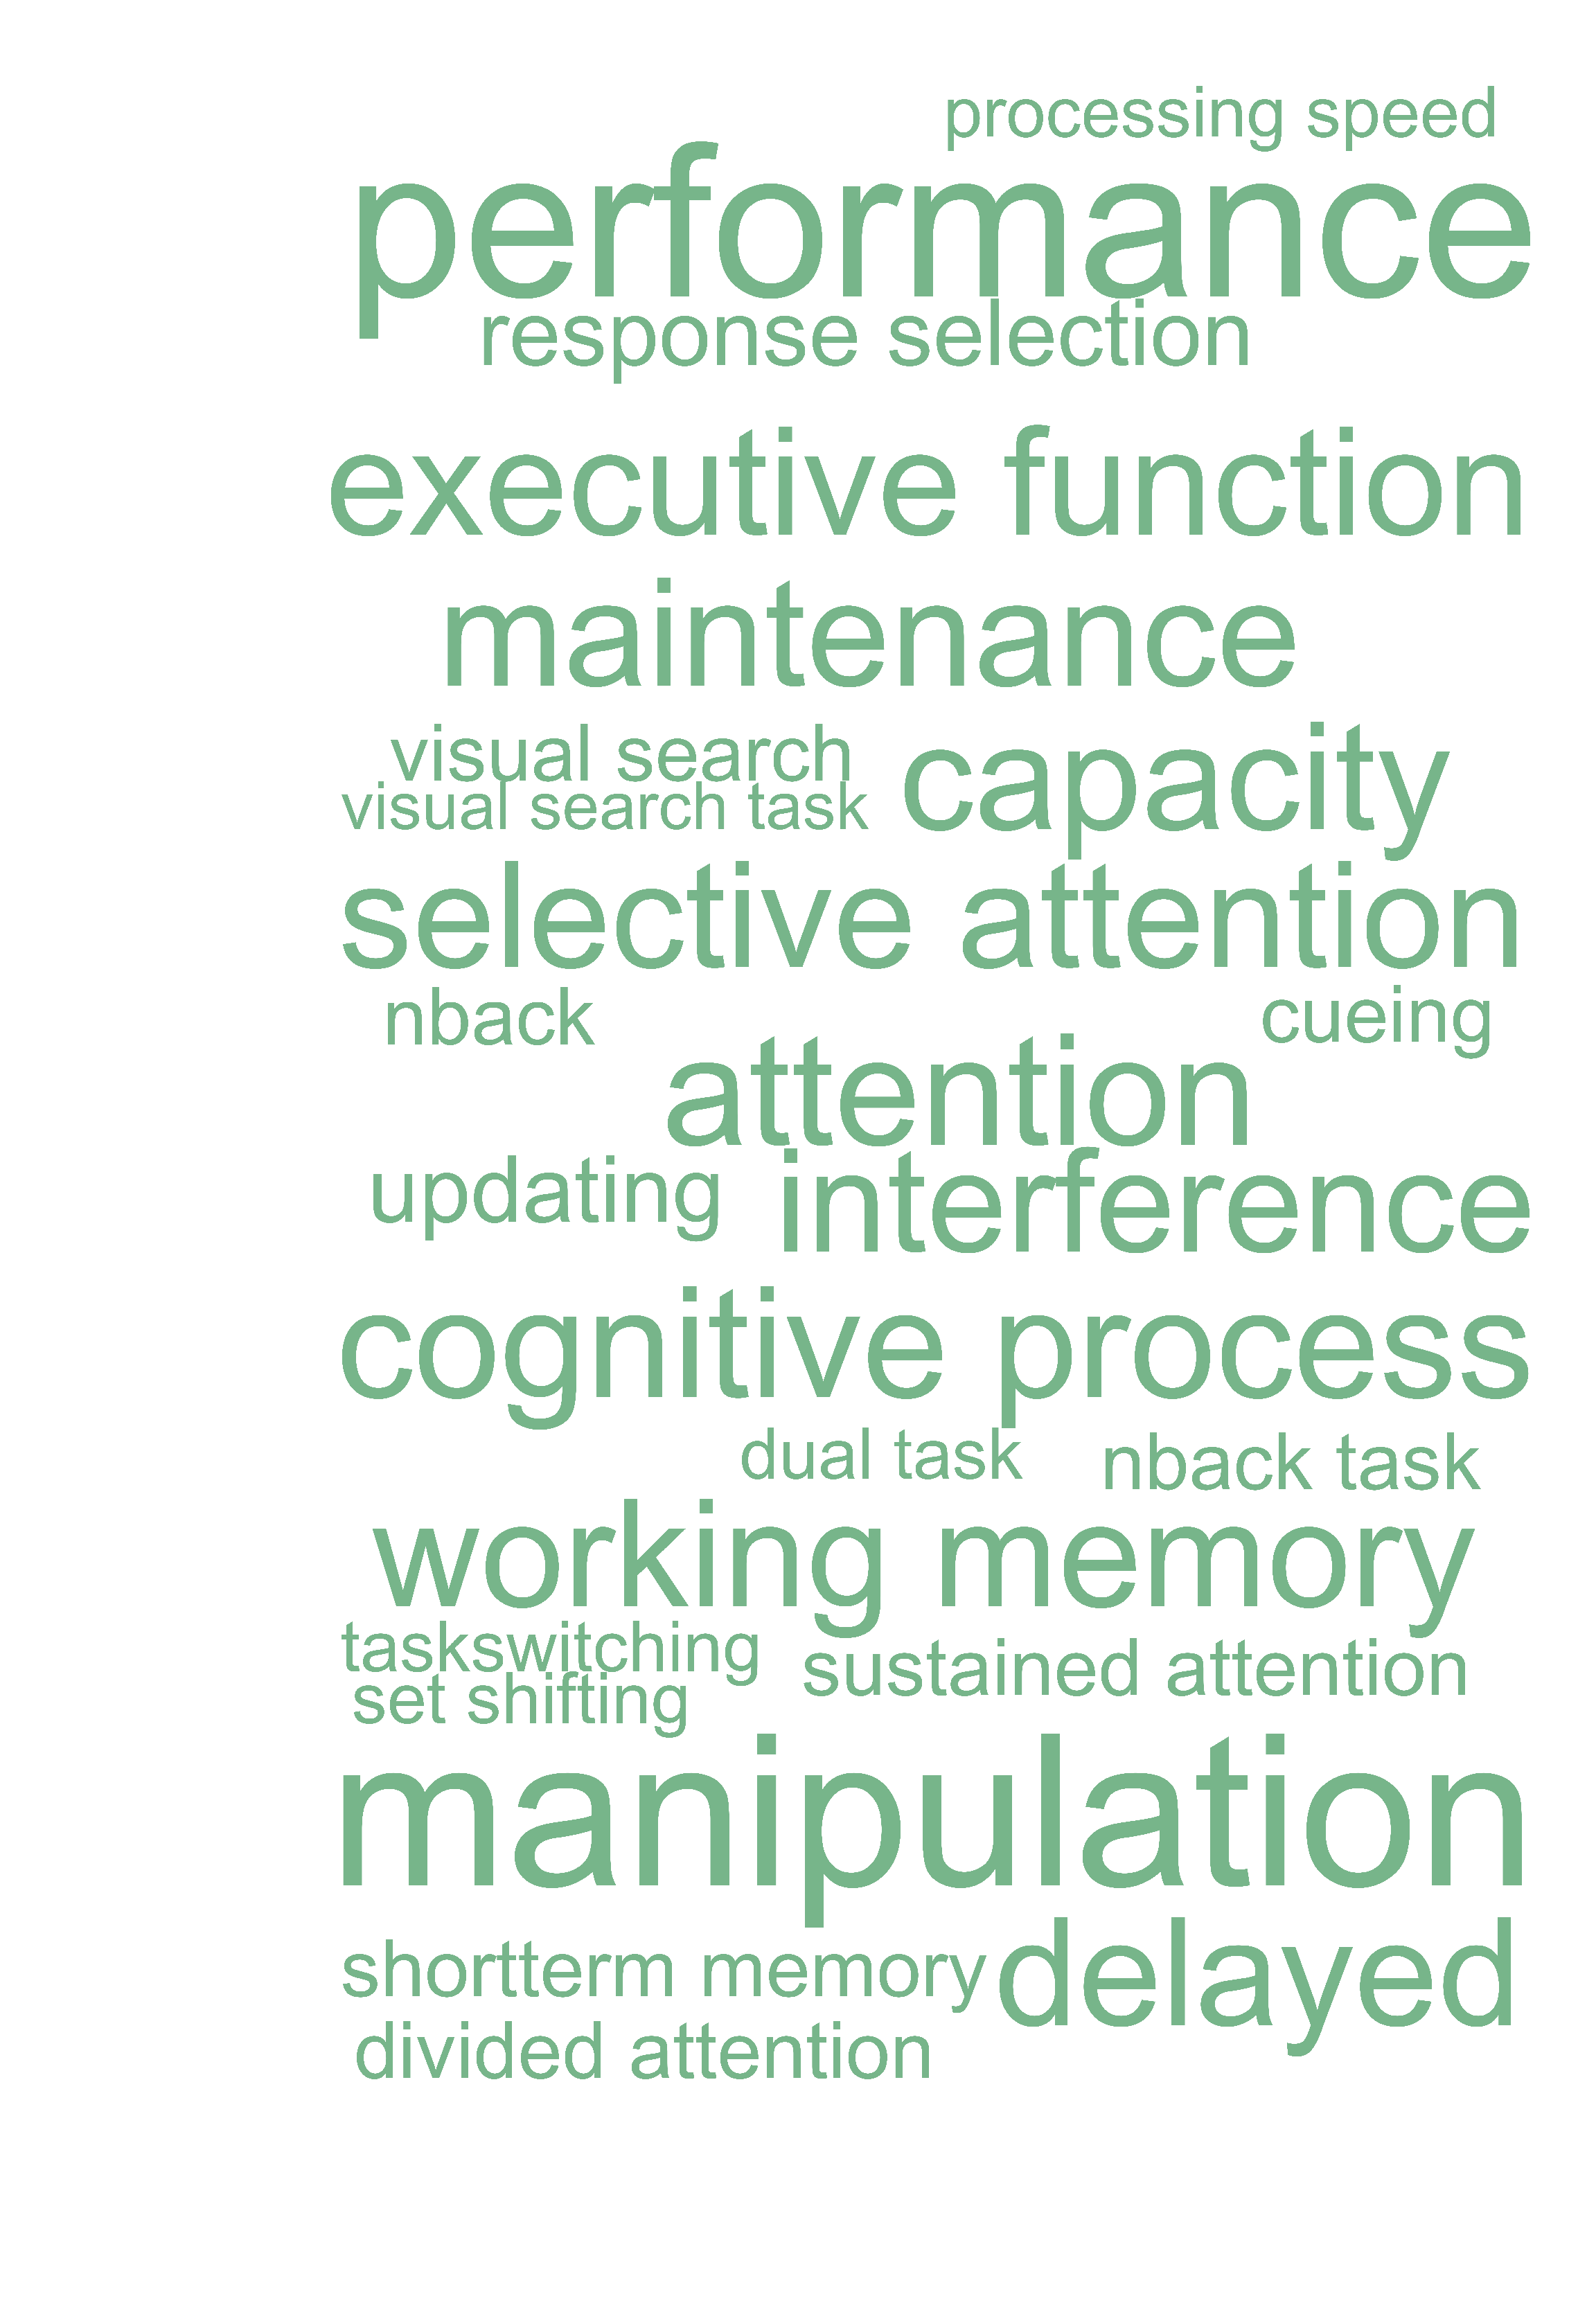 processing speed
performance
response selection
executive function
maintenance
visual search
capacity
visual search task
selective attention
nback
cueing
attention
updating
interference
cognitive process
dual task
nback task
working memory
taskswitching
sustained attention
set shifting
manipulation
shortterm memory
delayed
divided attention